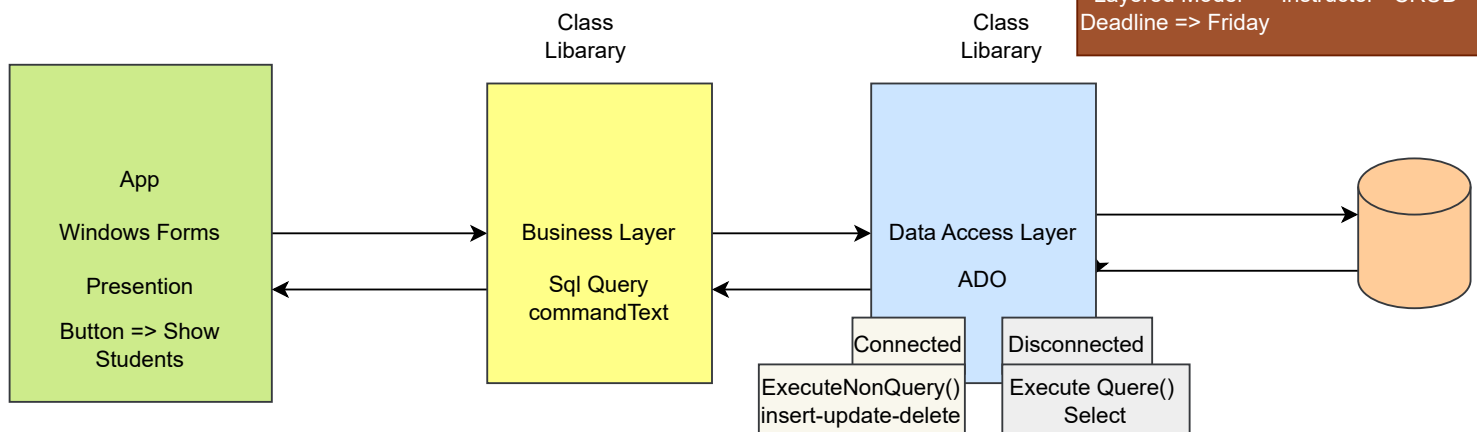 Class
Libarary
Class
Libarary
Deadline => Friday
App
Windows Forms
Presention
Button => Show
Students
Business Layer
Sql Query
commandText
Data Access Layer
ADO
Connected
Disconnected
ExecuteNonQuery()
insert-update-delete
Execute Quere()
Select